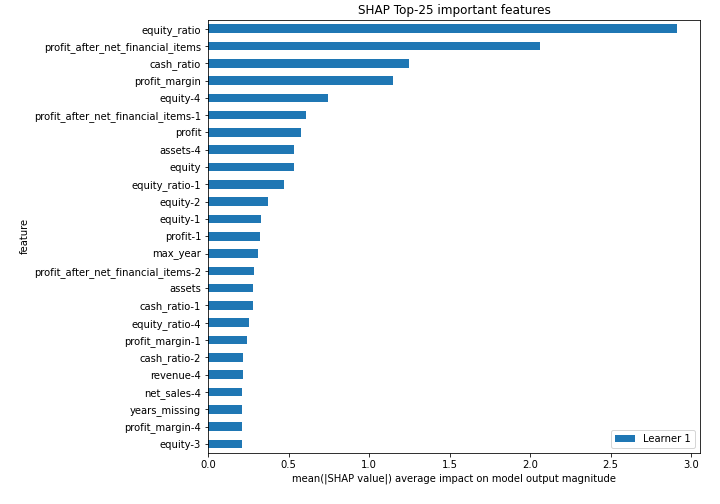 SHAP Top-25 important features
equity_ratio
profit_after_net_financial_items
cash_ratio
profit_margin
equity-4
profit_after_net_financial_items-1
profit
assets-4
equity
equity_ratio-1
equity-2
equity-1
profit-1
max_year
profit_after_net_financial_items-2
assets
cash_ratio-1
equity_ratio-4
profit_margin-1
cash_ratio-2
revenue-4
net_sales-4
years_missing
profit_margin-4
equity-3
feature
Learner 1
0.0 0.5 1.0 1.5 2.0 2.5 3.0
mean(|SHAP value|) average impact on model output magnitude